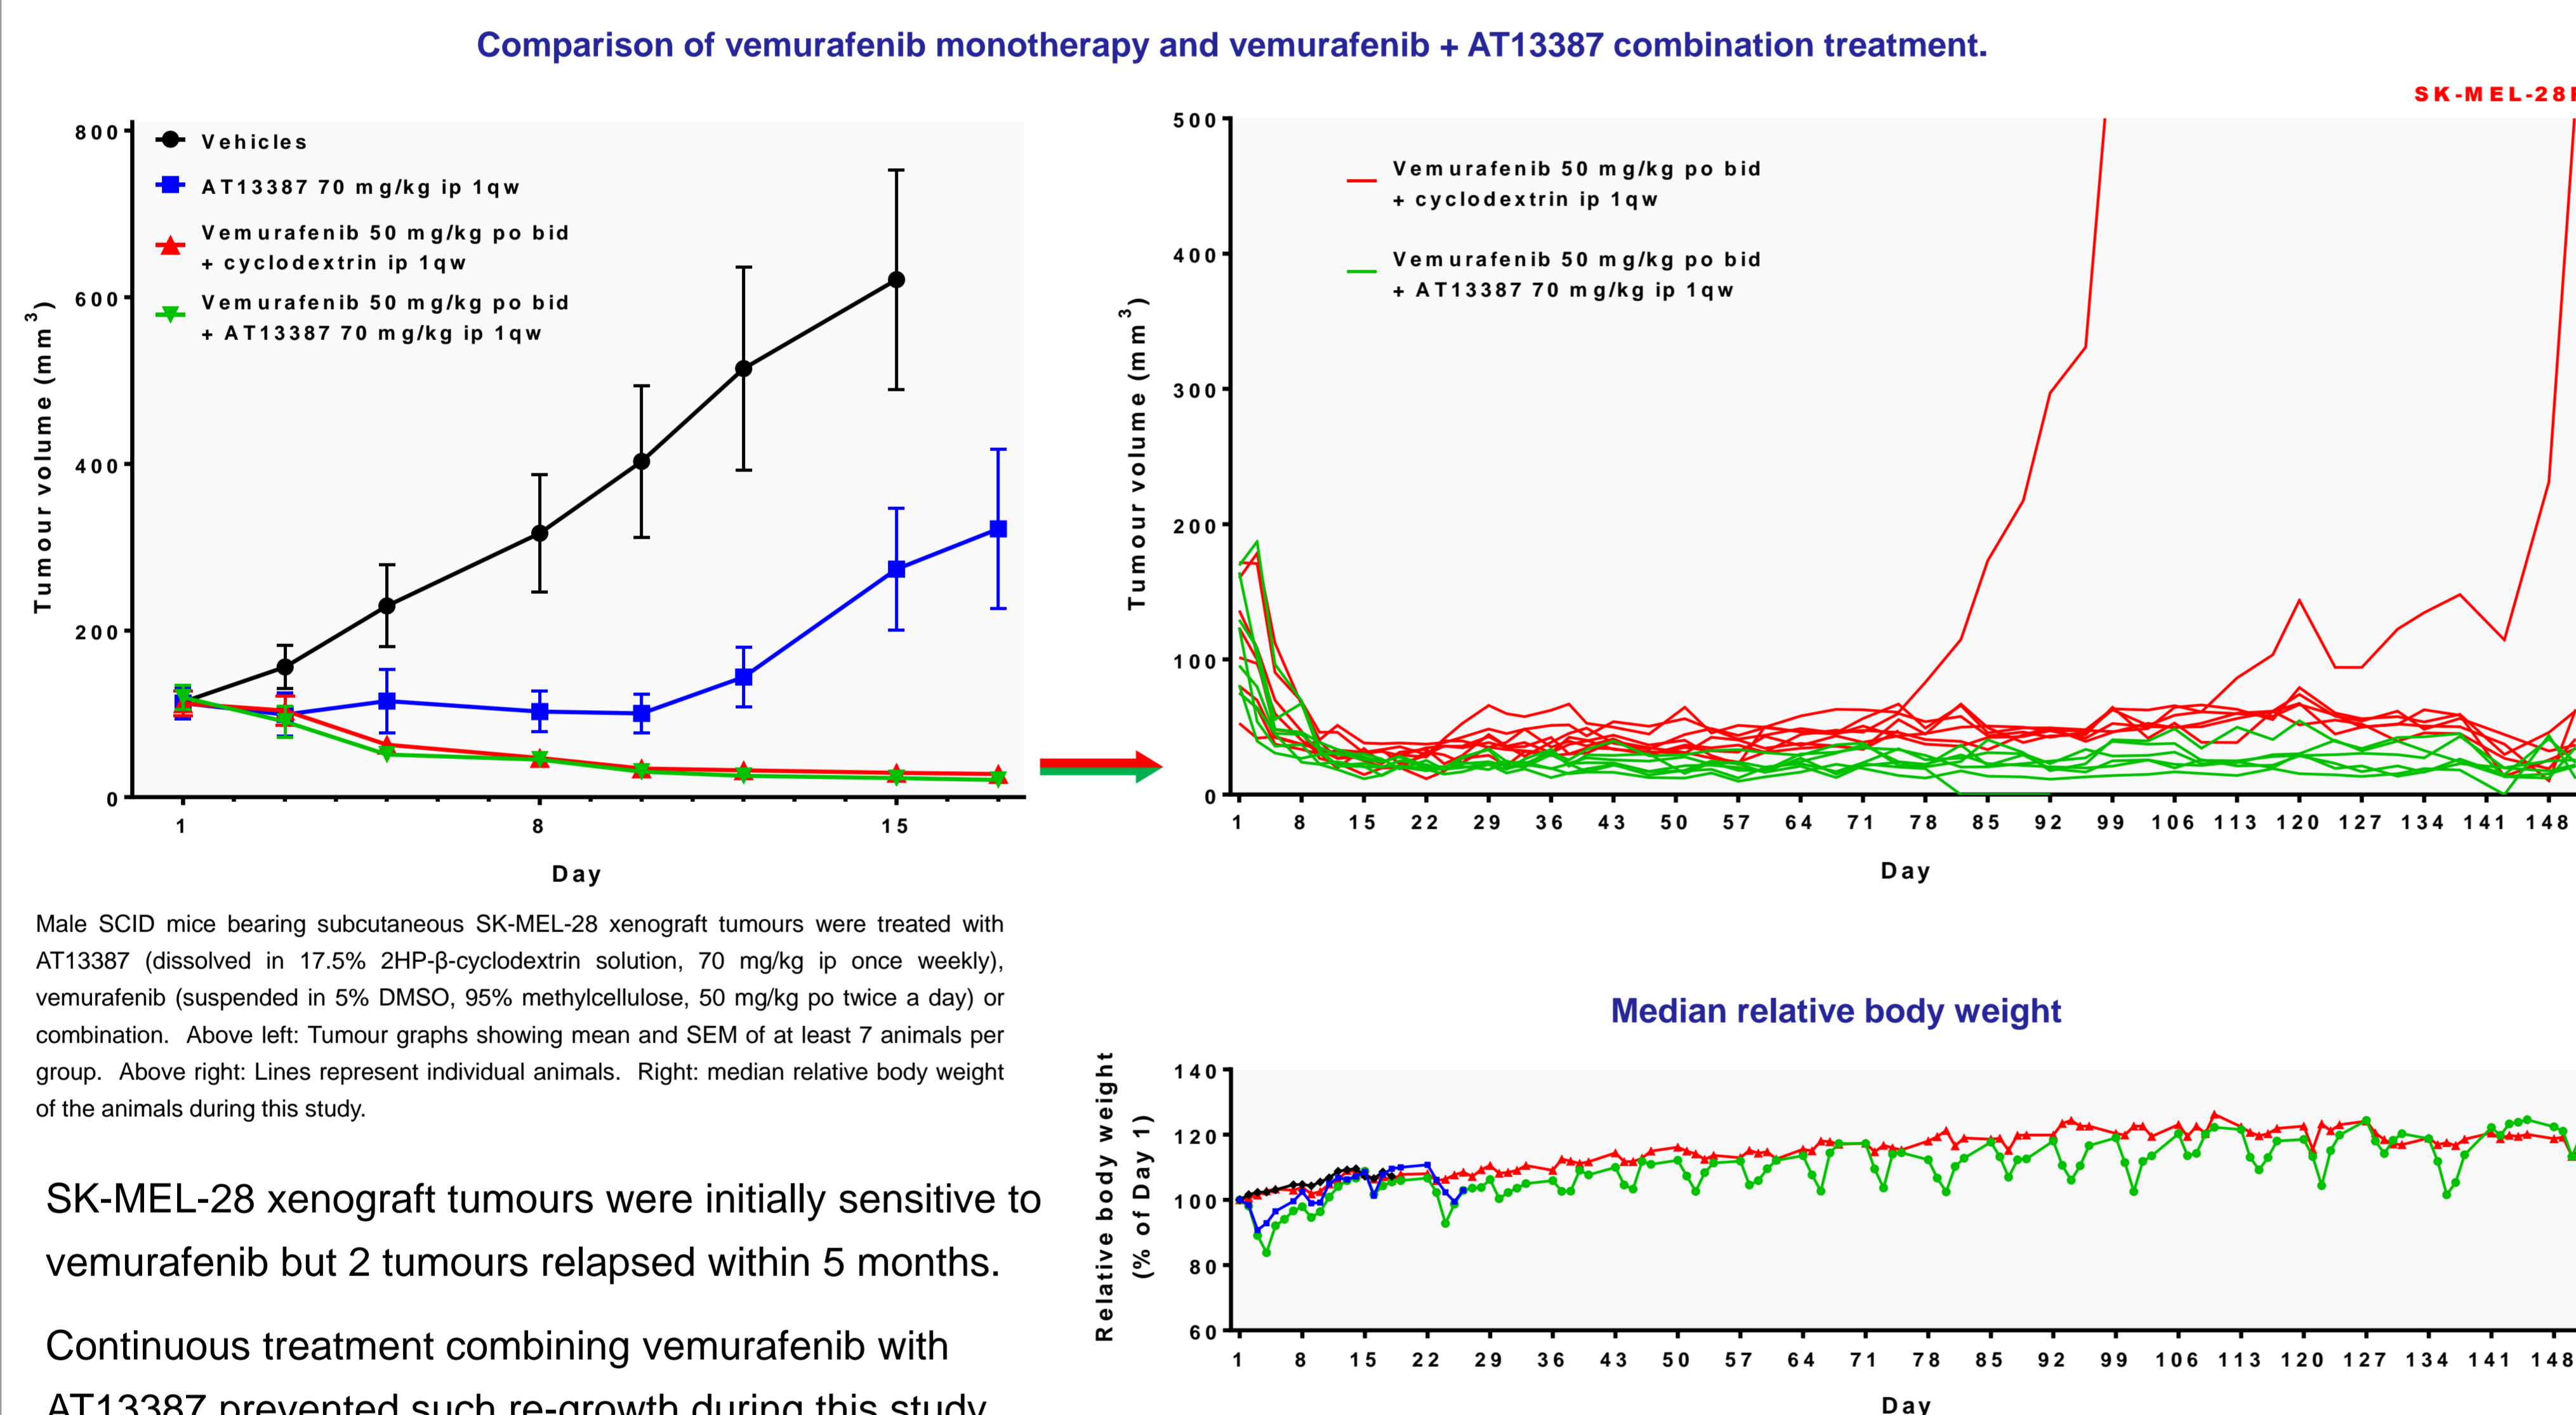 Comparison of vemurafenib monotherapy and vemurafenib + AT13387 combination treatment.
800
600
400
200
0
Tumour volume (mm3)
Vehicles
AT13387 70 mg/kg ip 1qw
Vemurafenib 50 mg/kg po bid
+ cyclodextrin ip 1qw
Vemurafenib 50 mg/kg po bid
+ AT13387 70 mg/kg ip 1qw
1 8 15
Day
SK-MEL-28
500
400
300
200
100
0
Tumour volume (mm3)
Vemurafenib 50 mg/kg po bid
+ cyclodextrin ip 1qw
Vemurafenib 50 mg/kg po bid
+ AT13387 70 mg/kg ip 1qw
1 8 15 22 29 36 43 50 57 64 71 78 85 92 99 106 113 120 127 134 141 148
Day
Male SCID mice bearing subcutaneous SK-MEL-28 xenograft tumours were treated with
AT13387 (dissolved in 17.5% 2HP-β-cyclodextrin solution, 70 mg/kg ip once weekly),
vemurafenib (suspended in 5% DMSO, 95% methylcellulose, 50 mg/kg po twice a day) or
combination. Above left: Tumour graphs showing mean and SEM of at least 7 animals per
group. Above right: Lines represent individual animals. Right: median relative body weight
of the animals during this study.
SK-MEL-28 xenograft tumours were initially sensitive to
vemurafenib but 2 tumours relapsed within 5 months.
Continuous treatment combining vemurafenib with
AT13387 prevented such re-growth during this study
Median relative body weight
140
120
100
80
60
Relative body weight
(% of Day 1)
1 8 15 22 29 36 43 50 57 64 71 78 85 92 99 106 113 120 127 134 141 148
Day